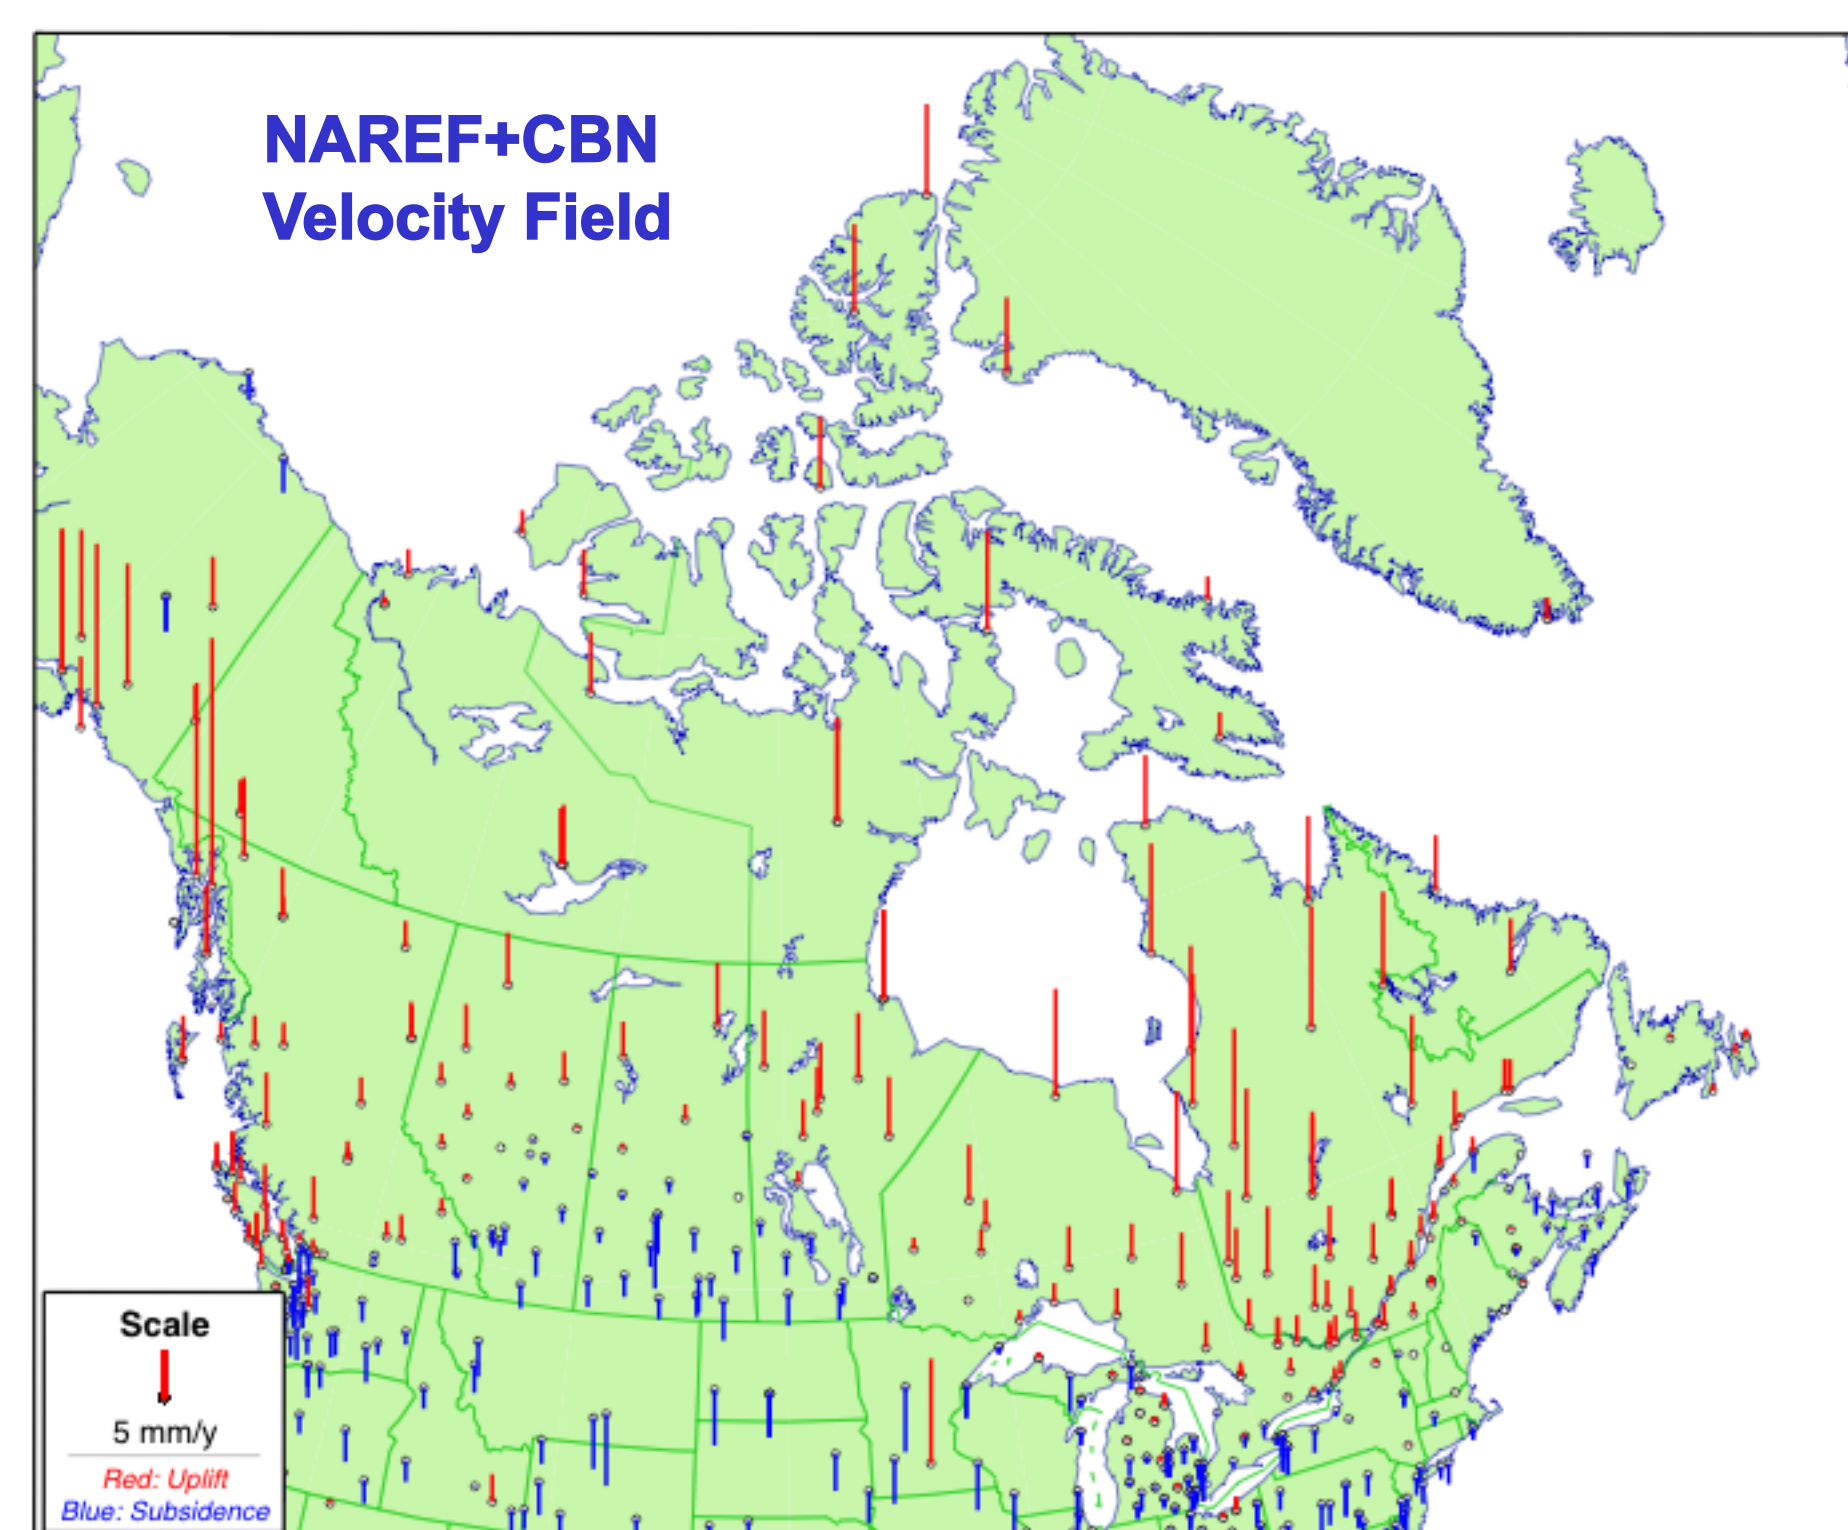 NAREF+CBN
Velocity Field
Scale
5 mm/y
Red: Uplift
Blue: Subsidence